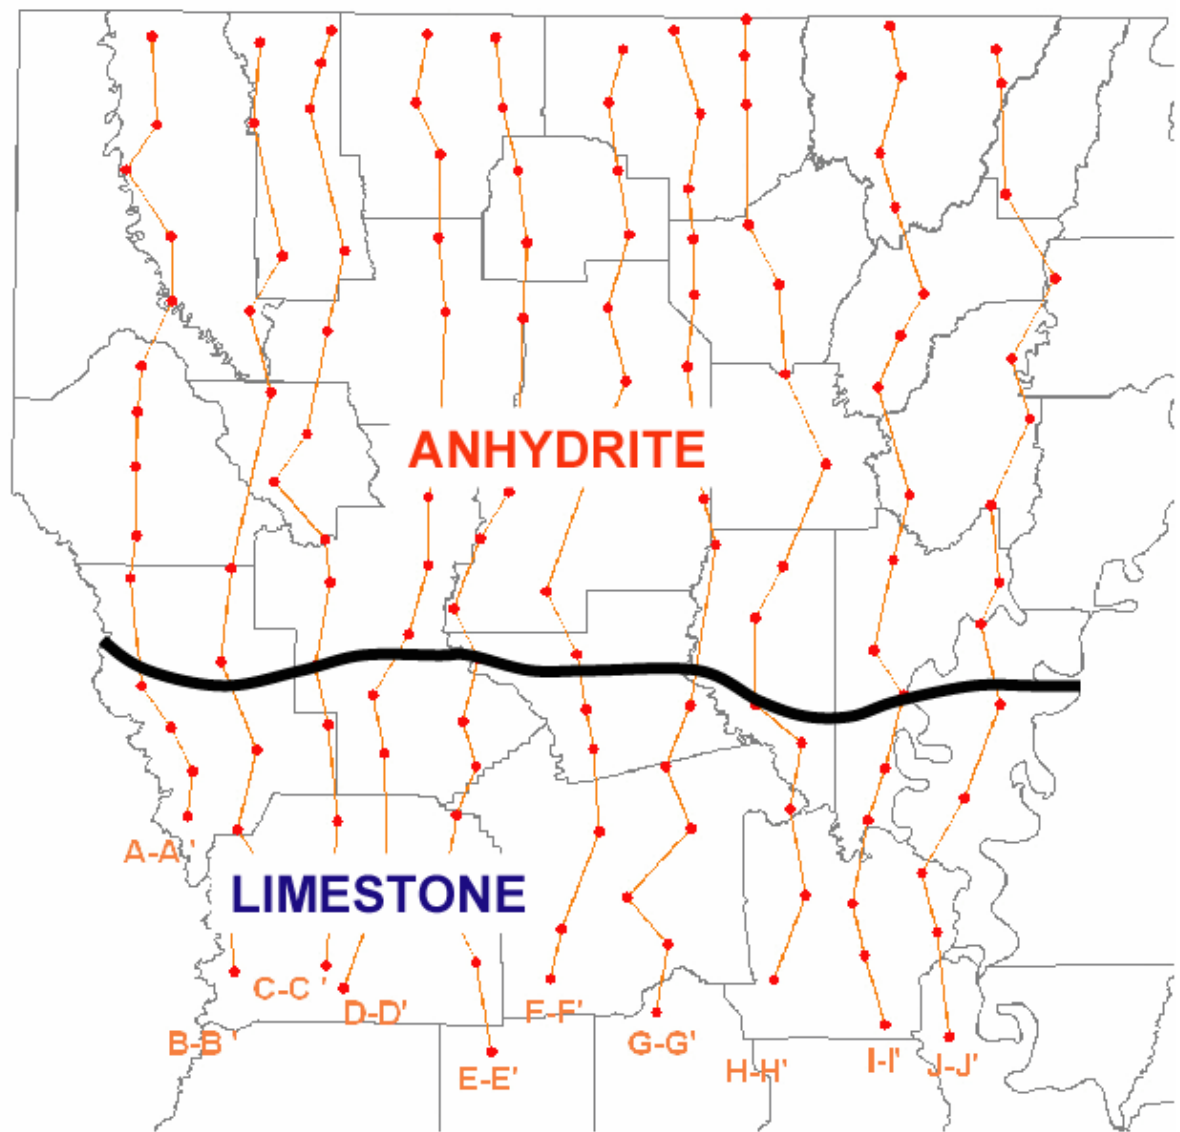 ANHYDRITE
A-A '
LIMESTONE
C-C '
D-D'
F-F'
B-B '
G-G'
E-E'
H-H'
I-I'
J-J'